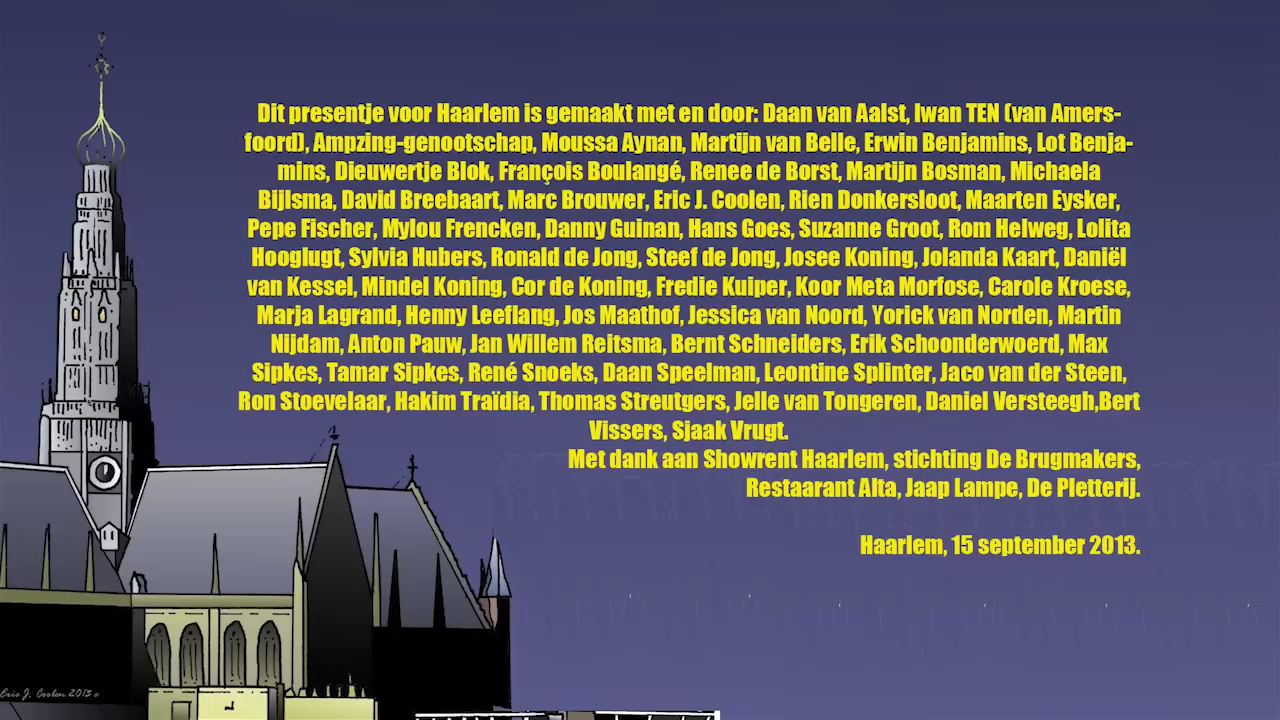 Dit presentje voor Haarlem is gemaakt met en door: Daan van Aalst, Iwan TEN (van Amers-
foord), Ampzing-genootschap, Moussa Aynan, Martijn van Belle, Erwin Benjamins, Lot Benja-
mins, Dieuwertje Blok, François Boulangé, Renee de Borst, Martijn Bosman, Michaela
Bijlsma, David Breebaart, Marc Brouwer, Eric J. Coolen, Rien Donkersloot, Maarten Eysker,
Pepe Fischer, Mylou Frencken, Danny Guinan, Hans Goes, Suzanne Groot, Rom Helweg, Lolita
Hooglugt, Sylvia Hubers, Ronald de Jong, Steef de Jong, Josee Koning, Jolanda Kaart, Daniël
van Kessel, Mindel Koning, Cor de Koning, Fredie Kuiper, Koor Meta Morfose, Carole Kroese,
Marja Lagrand, Henny Leeflang, Jos Maathof, Jessica van Noord, Yorick van Norden, Martin
Nijdam, Anton Pauw, Jan Willem Reitsma, Bernt Schneiders, Erik Schoonderwoerd, Max
Sipkes, Tamar Sipkes, René Snoeks, Daan Speelman, Leontine Splinter, Jaco van der Steen,
Ron Stoevelaar, Hakim Traïdia, Thomas Streutgers, Jelle van Tongeren, Daniel Versteegh,Bert
Vissers, Sjaak Vrugt.
Met dank aan Showrent Haarlem, stichting De Brugmakers,
Restaarant Alta, Jaap Lampe, De Pletterij.
Haarlem, 15 september 2013.
Eric J. Coolen 2013 c